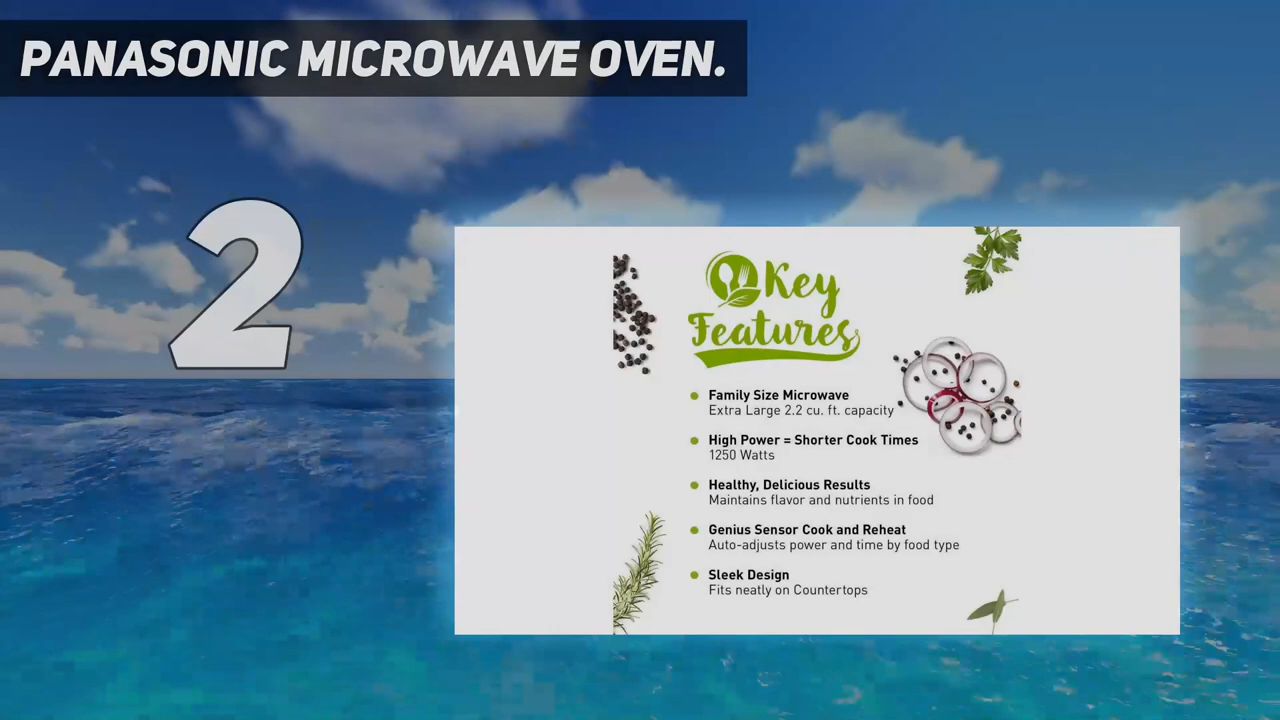 PANASONIC MICROWAVE OVEN.
2
Key
Features
Family Size Microwave
Extra Large 2.2 cu. ft. capacity
High Power = Shorter Cook Times
1250 Watts
Healthy, Delicious Results
Maintains flavor and nutrients in food
Genius Sensor Cook and Reheat
Auto-adjusts power and time by food type
Sleek Design
Fits neatly on Countertops